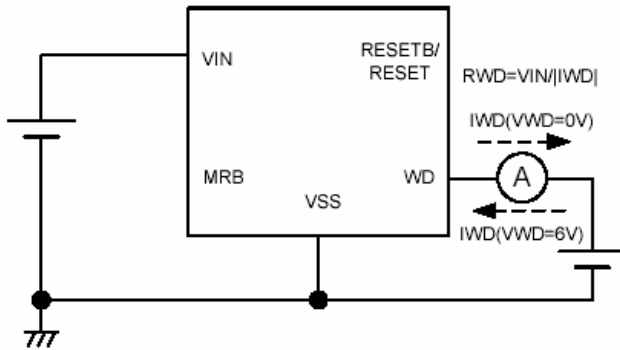 VIN
RESETB/
RESET
RWD=VIN/|IWD|
IWD(VWD=0V)
MRB
WD
A
VSS
IWD(VWD=6V)